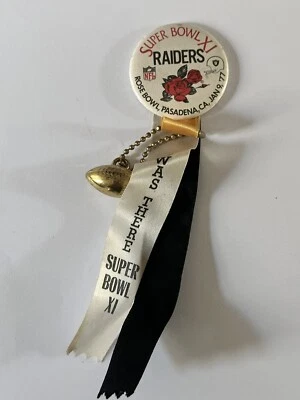 SUPER BOWL XI
RAIDERS
NFL
ROSE BOWL, PASADENA, CA, JAN 9, '77
WAS THERE
SUPER
BOWL
XI